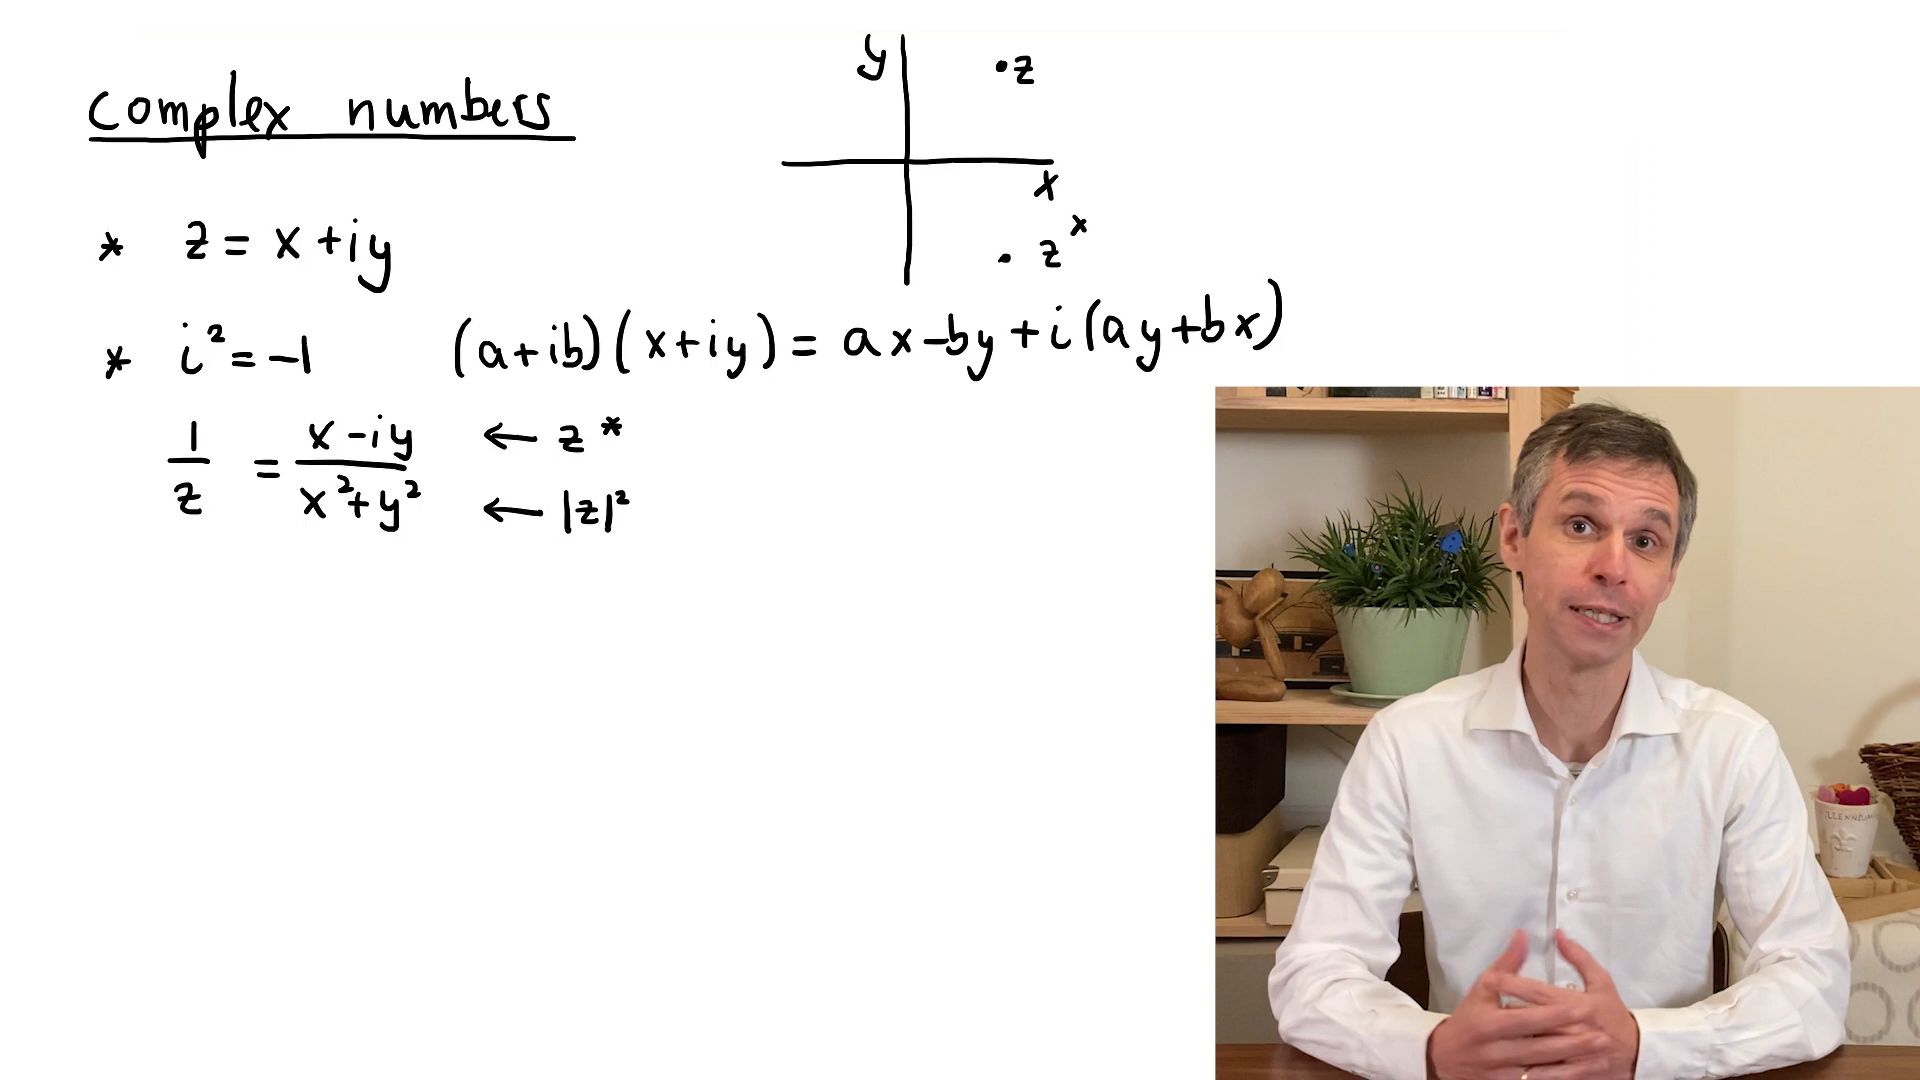 complex numbers
y
• z
x
* z = x + iy
• z^x
* i² = -1 (a+ib)(x+iy) = ax-by+i(ay+bx)
1/z = (x-iy)/(x²+y²) ← z*
← |z|²